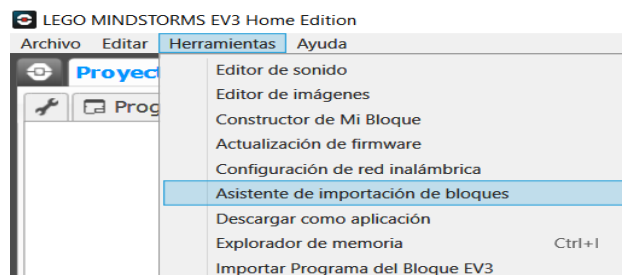 LEGO MINDSTORMS EV3 Home Edition
Archivo Editar Herramientas Ayuda
Proyec
Prog
Editor de sonido
Editor de imágenes
Constructor de Mi Bloque
Actualización de firmware
Configuración de red inalámbrica
Asistente de importación de bloques
Descargar como aplicación
Explorador de memoria Ctrl+I
Importar Programa del Bloque EV3